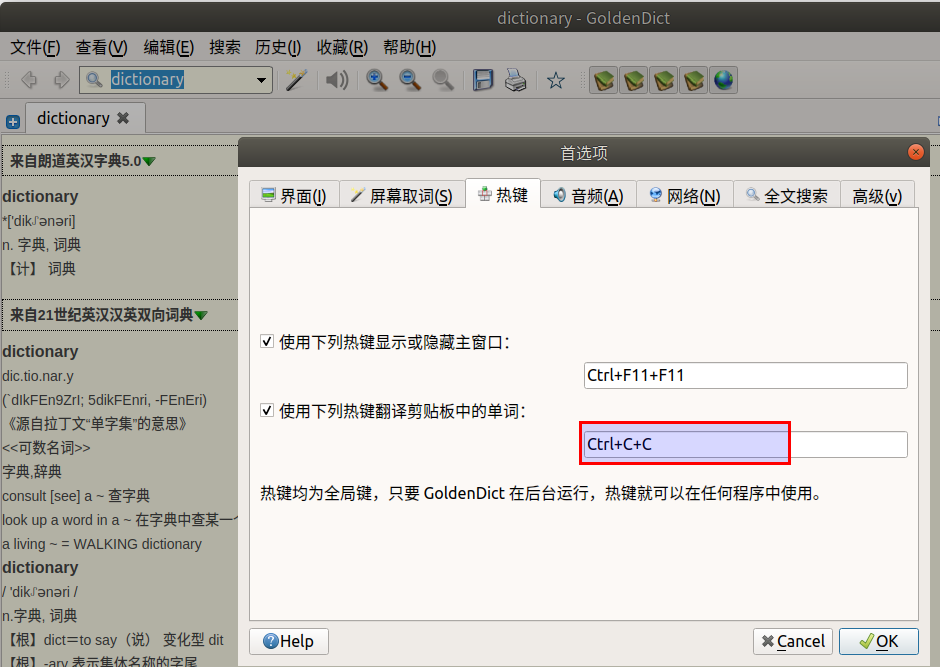 dictionary - GoldenDict
文件(F) 查看(V) 编辑(E) 搜索 历史(I) 收藏(R) 帮助(H)
dictionary
dictionary
来自朗道英汉字典5.0
dictionary
n. 字典, 词典
【计】 词典
来自21世纪英汉汉英双向词典
dictionary
dic.tio.nar.y
(`dIkFEn9ZrI; 5dikFEnri, -FEnEri)
《源自拉丁文“单字集”的意思》
<<可数名词>>
字典,辞典
consult [see] a ~ 查字典
look up a word in a ~ 在字典中查某一
a living ~ = WALKING dictionary
dictionary
n.字典, 词典
【根】dict＝to say（说） 变化型 dit
【根】-ary 表示集体名称的字尾
首选项
界面(I) 屏幕取词(S) 热键 音频(A) 网络(N) 全文搜索 高级(v)
使用下列热键显示或隐藏主窗口：
Ctrl+F11+F11
使用下列热键翻译剪贴板中的单词：
Ctrl+C+C
热键均为全局键，只要 GoldenDict 在后台运行，热键就可以在任何程序中使用。
Help Cancel OK